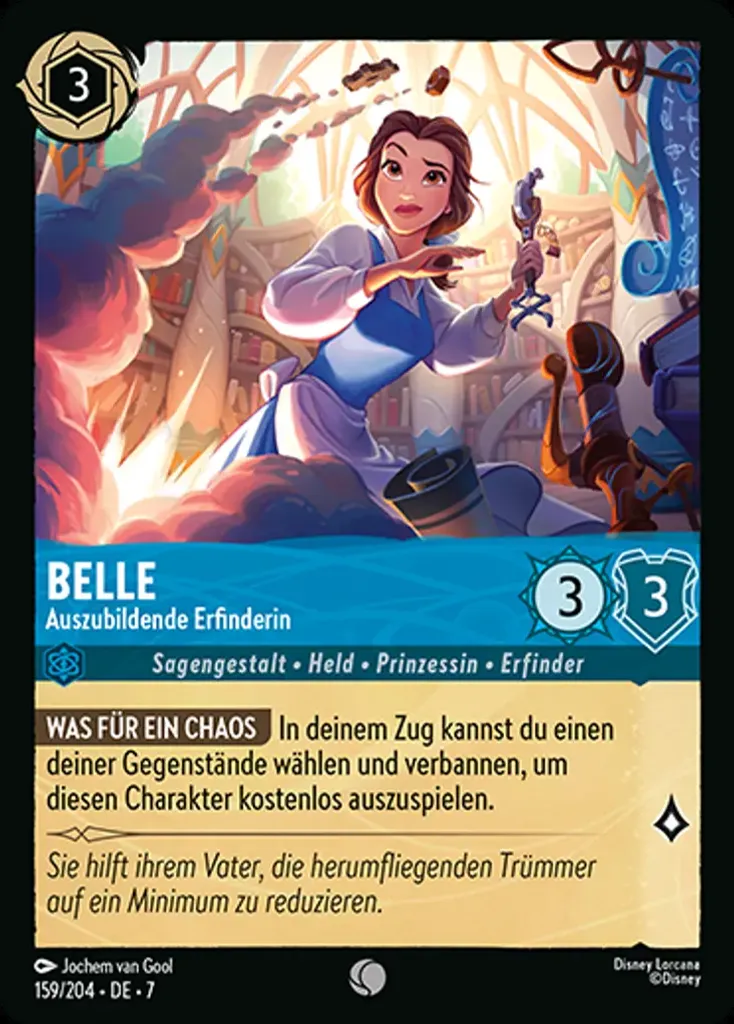 3
BELLE
Auszubildende Erfinderin
3
3
Sagengestalt • Held • Prinzessin • Erfinder
WAS FÜR EIN CHAOS In deinem Zug kannst du einen
deiner Gegenstände wählen und verbannen, um
diesen Charakter kostenlos auszuspielen.
Sie hilft ihrem Vater, die herumfliegenden Trümmer
auf ein Minimum zu reduzieren.
Jochem van Gool
159/204 • DE • 7
Disney Lorcana
©Disney